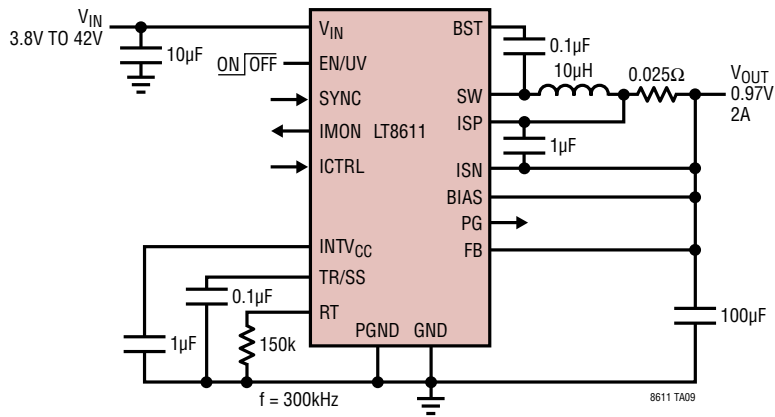 VIN
3.8V TO 42V
10µF
ON OFF
VIN
EN/UV
SYNC
IMON
ICTRL
LT8611
INTVCC
TR/SS
RT
PGND
GND
BST
SW
ISP
ISN
BIAS
PG
FB
0.1µF
10µH
0.025Ω
VOUT
0.97V
2A
1µF
100µF
0.1µF
1µF
150k
f = 300kHz
8611 TA09